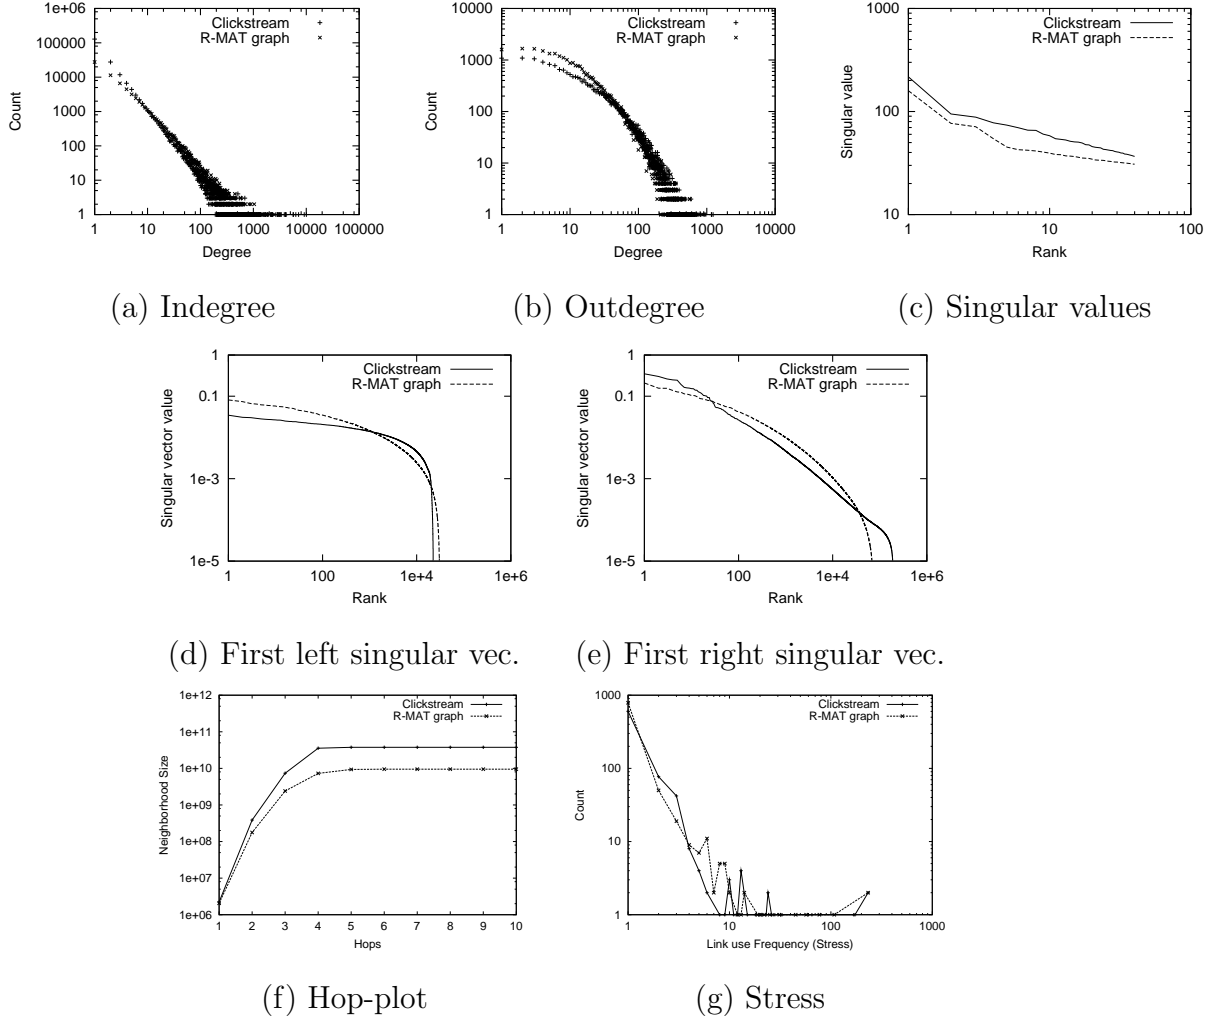 1e+06
100000
10000
1000
100
10
1
1 10 100 1000 10000 100000
Count
Degree
Clickstream
R-MAT graph
(a) Indegree
10000
1000
100
10
1
1 10 100 1000 10000
Count
Degree
Clickstream
R-MAT graph
(b) Outdegree
1000
100
10
1 10 100
Singular value
Rank
Clickstream
R-MAT graph
(c) Singular values
1
0.1
1e-3
1e-5
1 100 1e+4 1e+6
Singular vector value
Rank
Clickstream
R-MAT graph
(d) First left singular vec.
1
0.1
1e-3
1e-5
1 100 1e+4 1e+6
Singular vector value
Rank
Clickstream
R-MAT graph
(e) First right singular vec.
1e+12
1e+11
1e+10
1e+09
1e+08
1e+07
1e+06
1 2 3 4 5 6 7 8 9 10
Neighborhood Size
Hops
Clickstream
R-MAT graph
(f) Hop-plot
1000
100
10
1
1 10 100 1000
Count
Link use Frequency (Stress)
Clickstream
R-MAT graph
(g) Stress